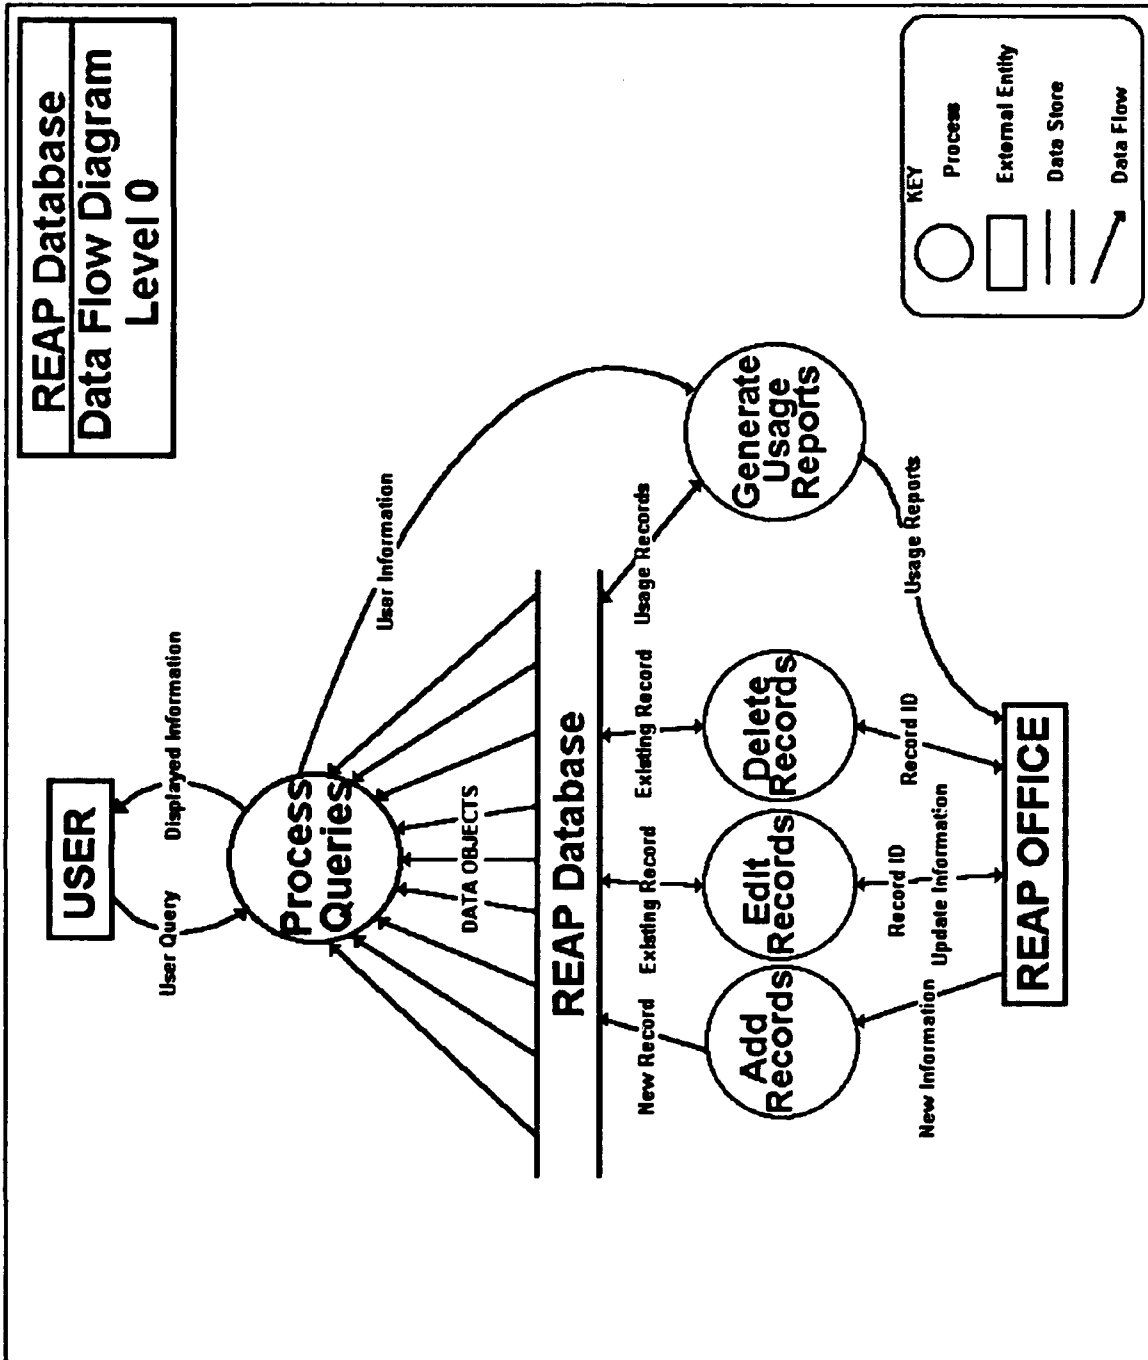 REAP Database
Data Flow Diagram
Level 0
USER
User Query
Displayed Information
Process
Queries
User Information
DATA OBJECTS
REAP Database
New Record
Existing Record
Existing Record
Usage Records
Add
Records
Edit
Records
Delete
Records
Generate
Usage
Reports
New Information
Record ID
Update Information
Record ID
Usage Reports
REAP OFFICE
KEY
Process
External Entity
Data Store
Data Flow